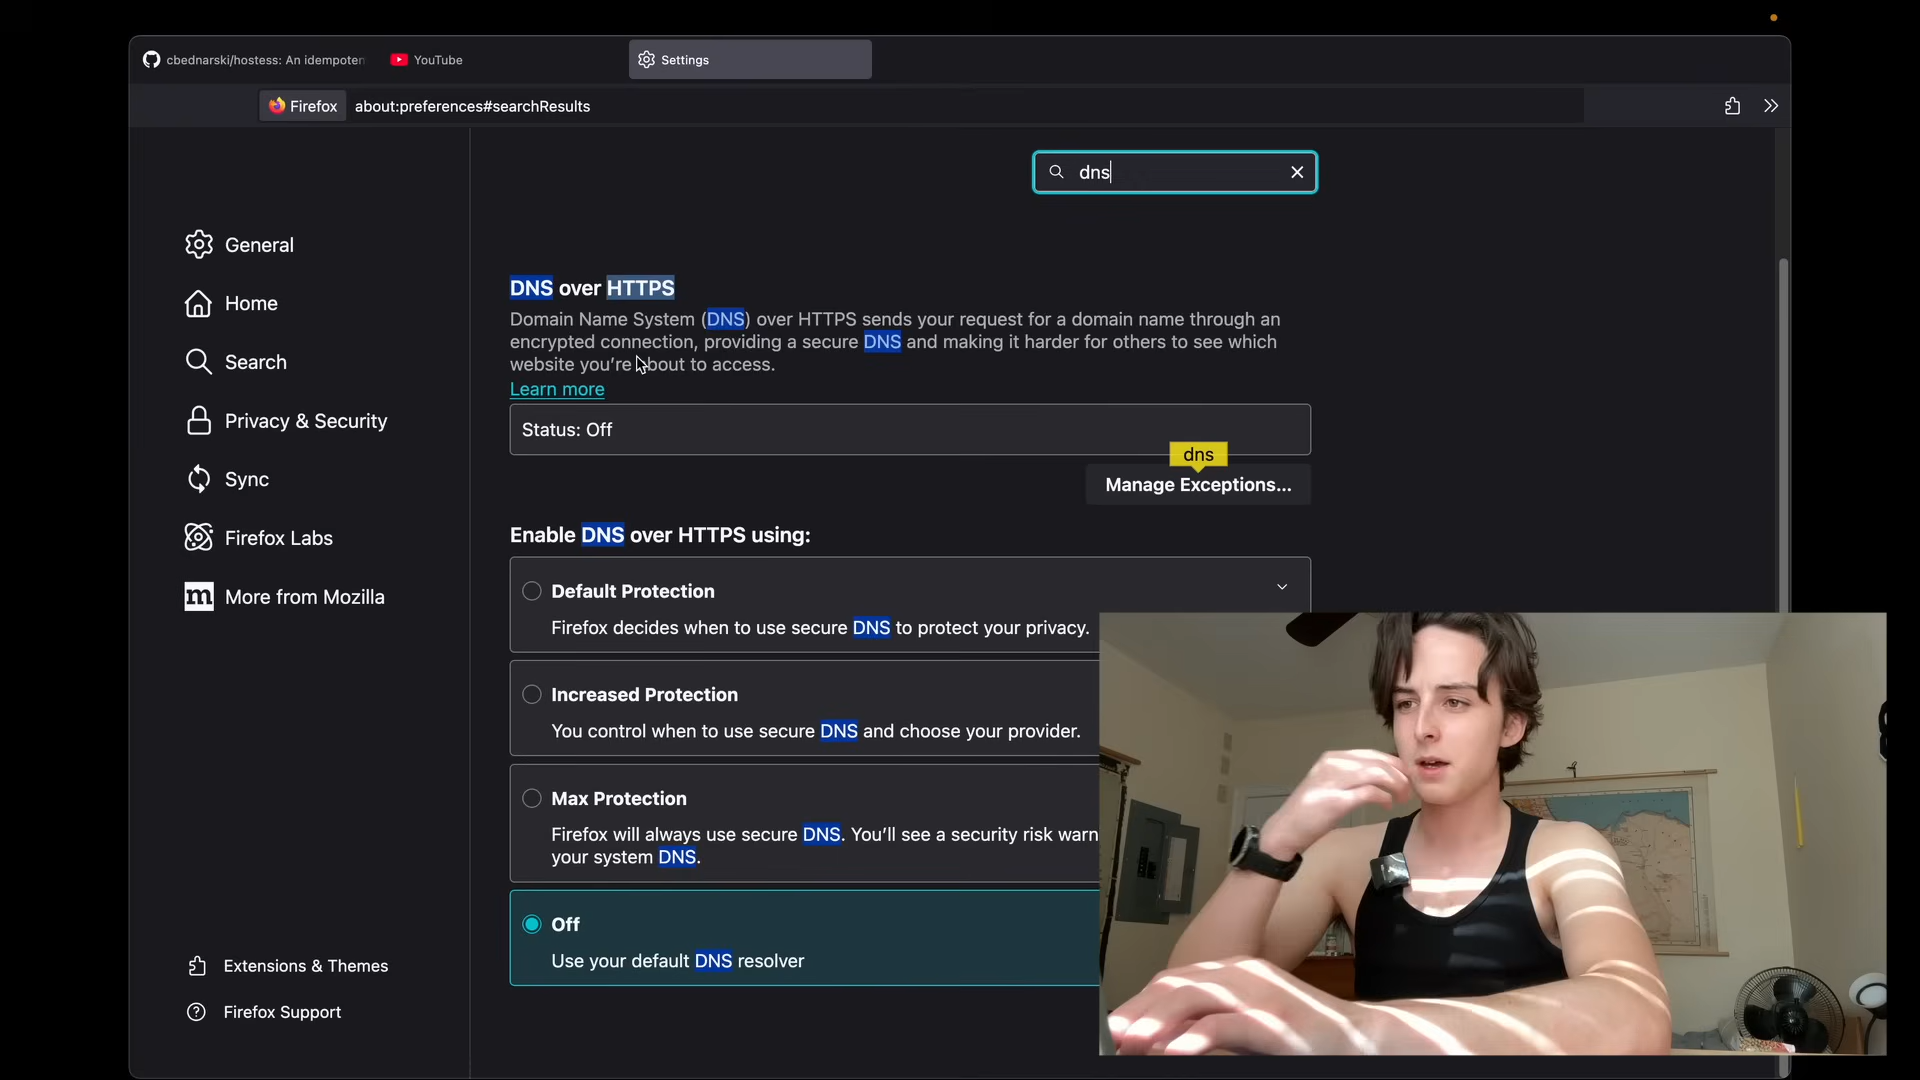 cbednarski/hostess: An idempoten
YouTube
Settings
Firefox
about:preferences#searchResults
dns
General
Home
Search
Privacy & Security
Sync
Firefox Labs
More from Mozilla
Extensions & Themes
Firefox Support
DNS over HTTPS
Domain Name System (DNS) over HTTPS sends your request for a domain name through an
encrypted connection, providing a secure DNS and making it harder for others to see which
website you're about to access.
Learn more
Status: Off
dns
Manage Exceptions...
Enable DNS over HTTPS using:
Default Protection
Firefox decides when to use secure DNS to protect your privacy.
Increased Protection
You control when to use secure DNS and choose your provider.
Max Protection
Firefox will always use secure DNS. You'll see a security risk warn
your system DNS.
Off
Use your default DNS resolver